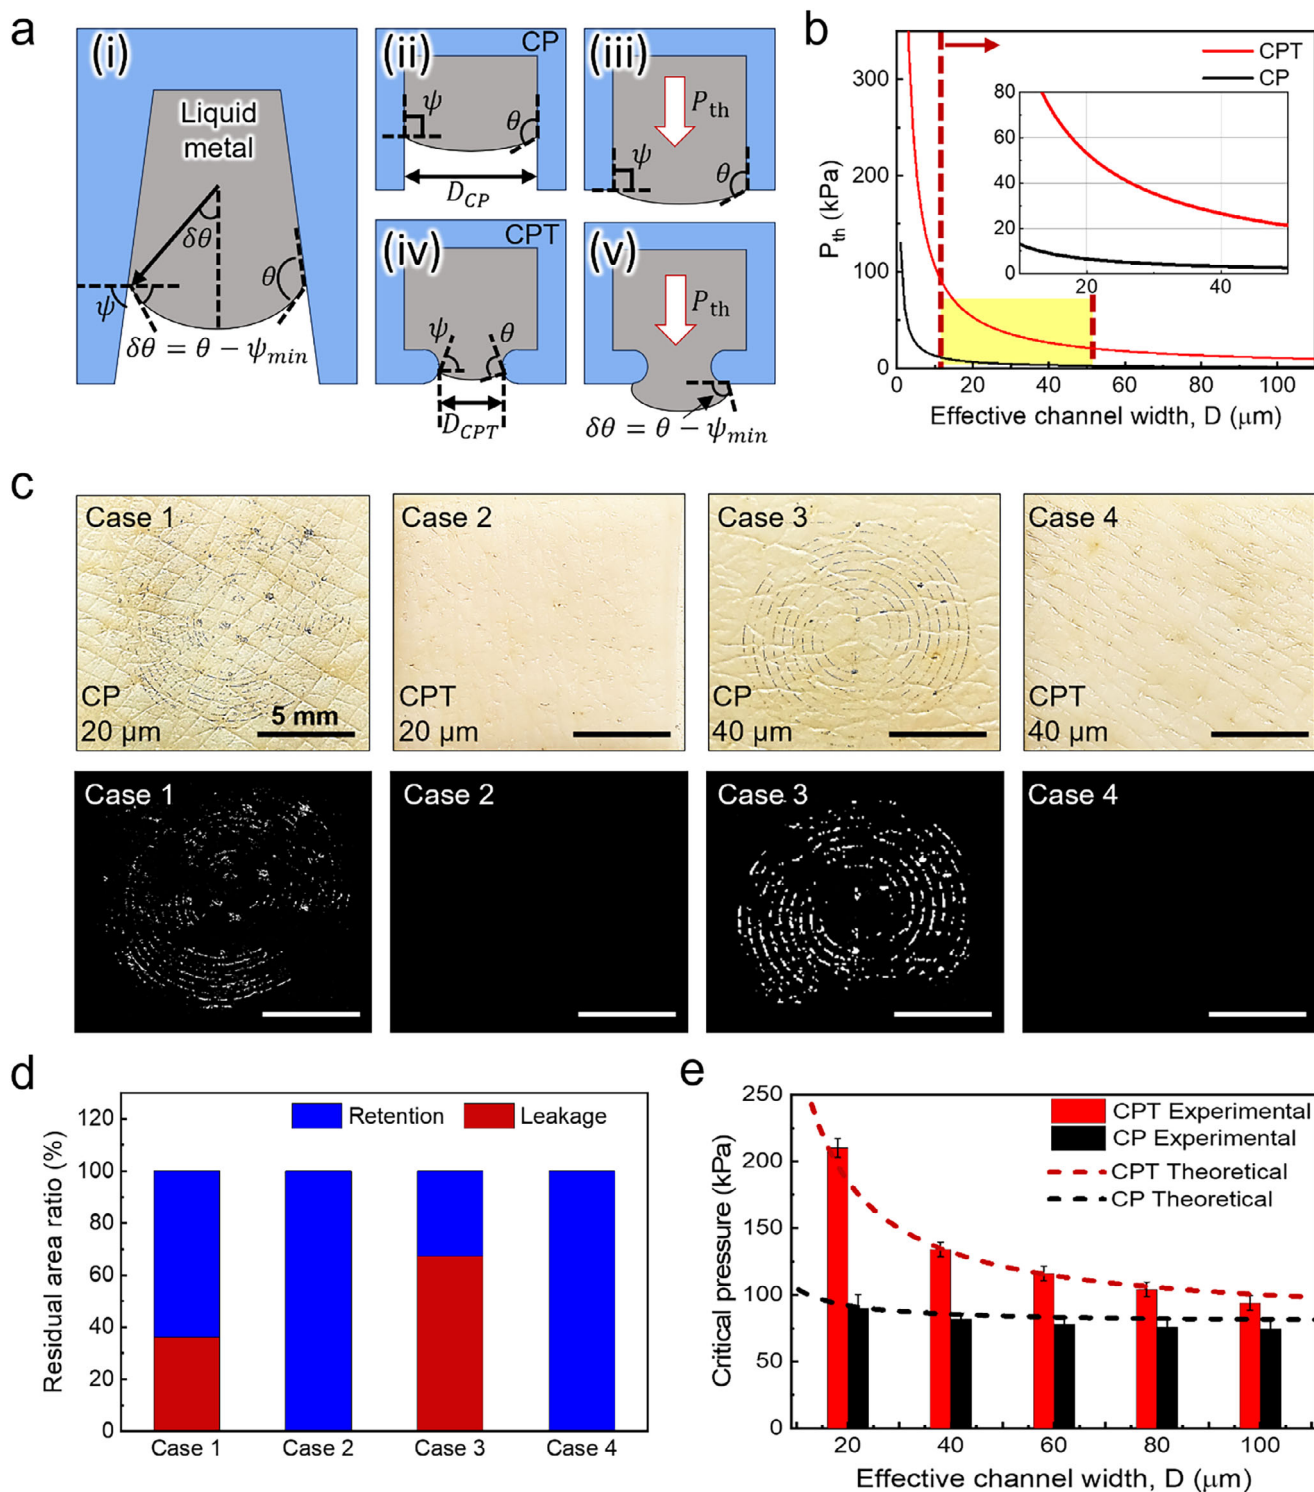 a
(i)
Liquid
metal
δθ
ψ
θ
δθ = θ − ψmin
(ii)
CP
ψ
θ
D_CP
(iii)
P_th
ψ
θ
(iv)
CPT
ψ
θ
D_CPT
(v)
P_th
δθ = θ − ψmin
b
CPT
CP
P_th (kPa)
300
200
100
0
80
60
40
20
0
20 40
0 20 40 60 80 100
Effective channel width, D (μm)
c
Case 1
CP
20 μm
5 mm
Case 2
CPT
20 μm
Case 3
CP
40 μm
Case 4
CPT
40 μm
Case 1
Case 2
Case 3
Case 4
d
Residual area ratio (%)
Retention
Leakage
120
100
80
60
40
20
0
Case 1 Case 2 Case 3 Case 4
e
Critical pressure (kPa)
CPT Experimental
CP Experimental
CPT Theoretical
CP Theoretical
250
200
150
100
50
0
20 40 60 80 100
Effective channel width, D (μm)